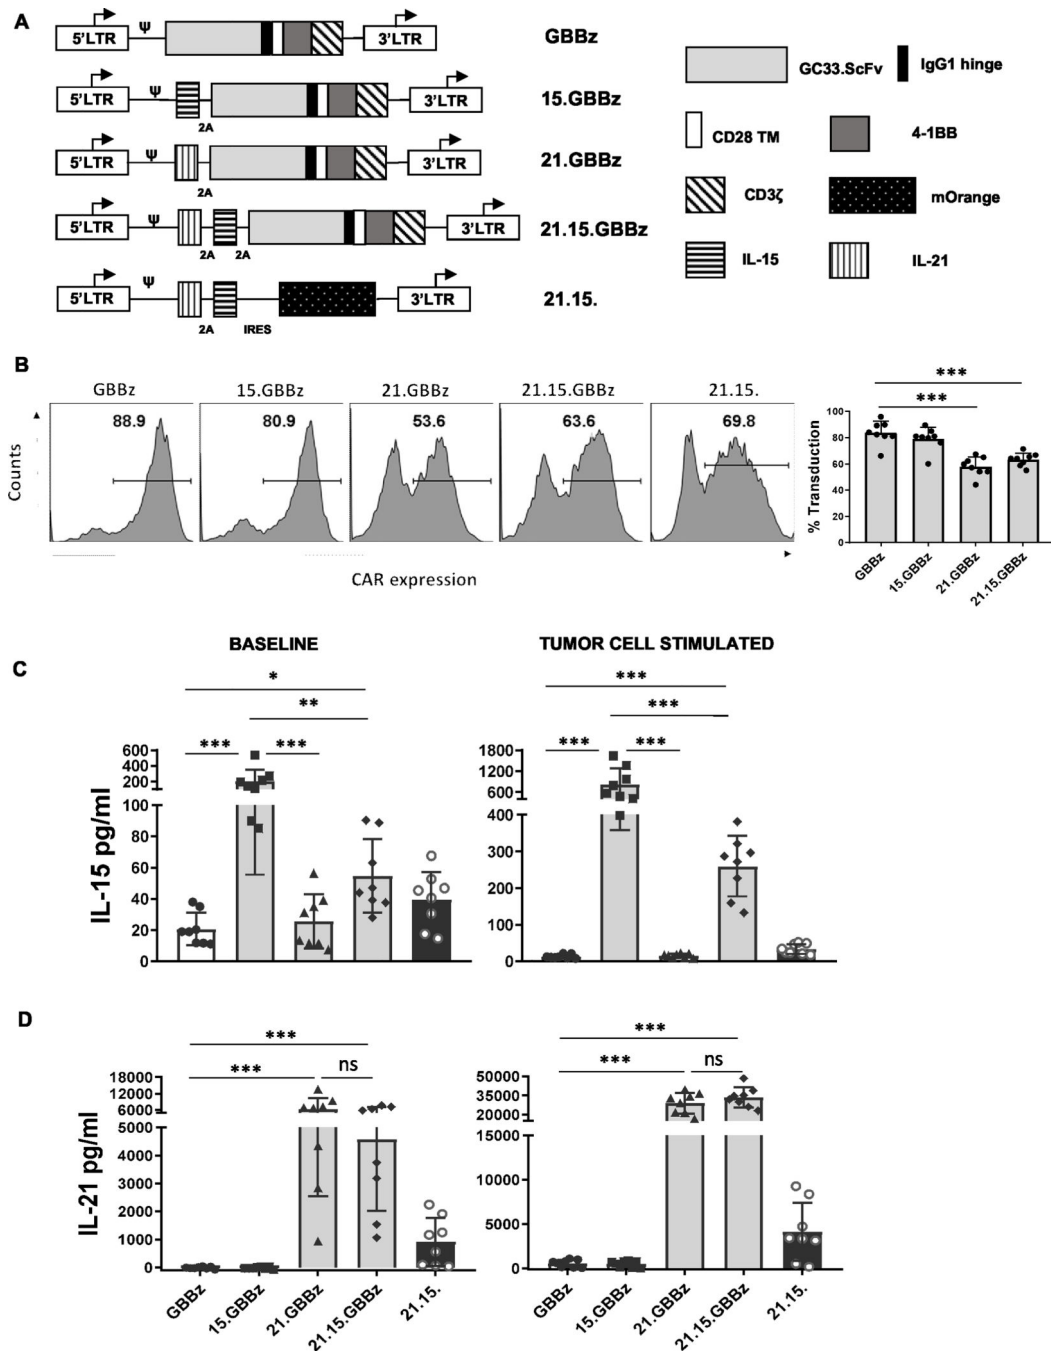 A
5'LTR ψ 3'LTR GBBz
GC33.ScFv IgG1 hinge
5'LTR ψ 2A 3'LTR 15.GBBz
CD28 TM 4-1BB
5'LTR ψ 2A 3'LTR 21.GBBz
CD3ζ mOrange
5'LTR ψ 2A 2A 3'LTR 21.15.GBBz
IL-15 IL-21
5'LTR ψ 2A IRES 3'LTR 21.15.
B
GBBz 15.GBBz 21.GBBz 21.15.GBBz 21.15.
88.9 80.9 53.6 63.6 69.8
Counts
CAR expression
***
***
% Transduction
100
80
60
40
20
0
GBBz 15.GBBz 21.GBBz 21.15.GBBz
BASELINE TUMOR CELL STIMULATED
C
*
**
*** ***
IL-15 pg/ml
600
400
200
100
80
60
40
20
0
***
***
*** ***
1800
1200
600
400
300
200
100
0
D
***
*** ns
IL-21 pg/ml
18000
12000
6000
5000
4000
3000
2000
1000
0
GBBz 15.GBBz 21.GBBz 21.15.GBBz 21.15.
***
*** ns
50000
35000
20000
15000
10000
5000
0
GBBz 15.GBBz 21.GBBz 21.15.GBBz 21.15.